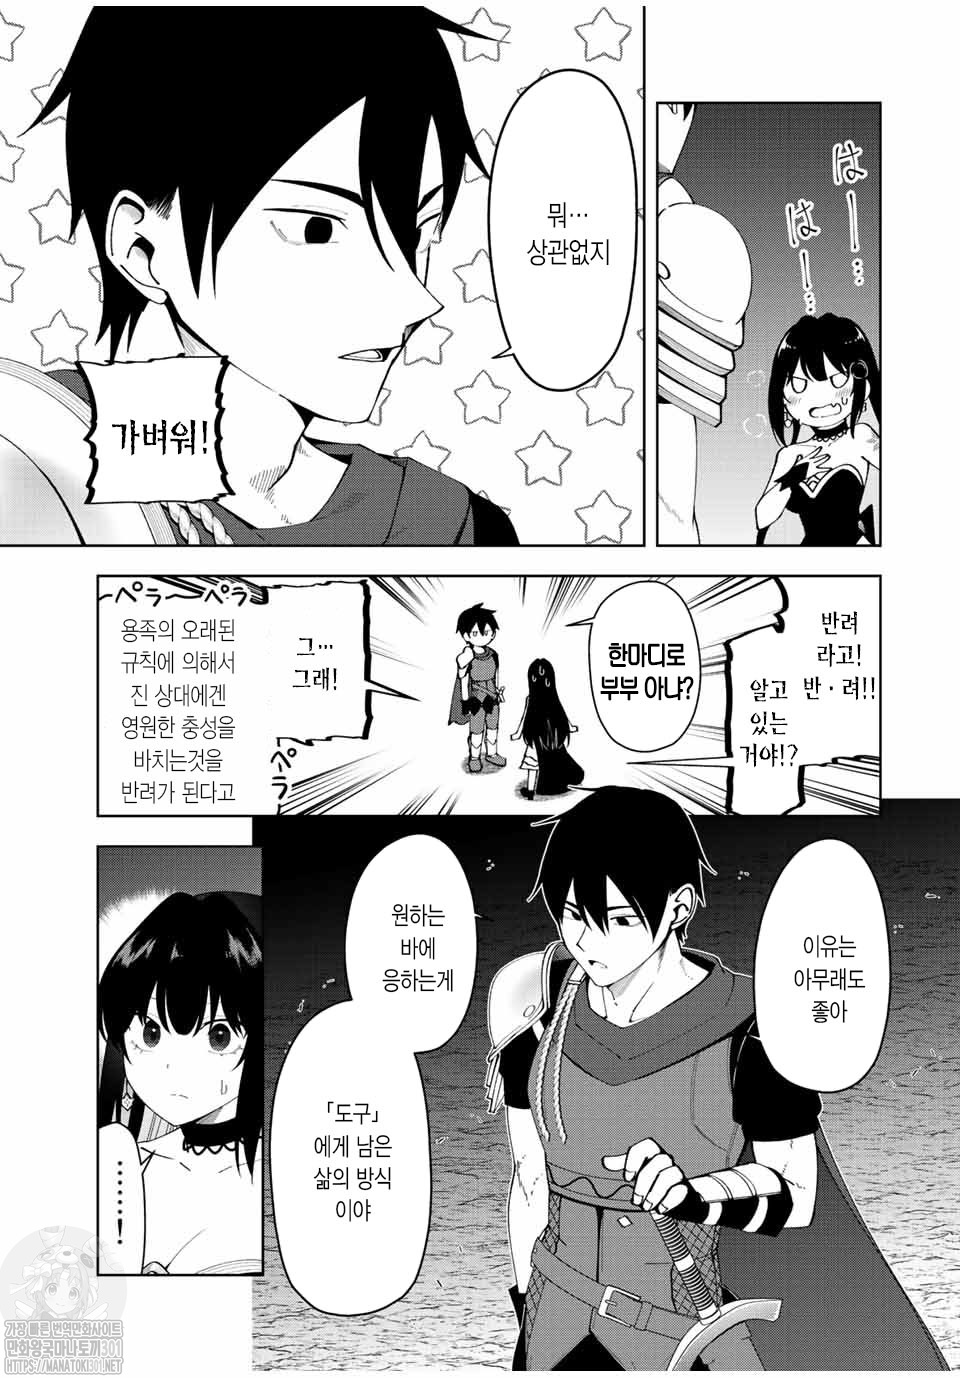 はー…
はー…
뭐…
상관없지
가벼워!
반려
라고!
반·려!!
알고
있는
거야!?
한마디로
부부 아냐?
그…
그래!
ペラ〜ペラ
ペラ
용족의 오래된
규칙에 의해서
진 상대에겐
영원한 충성을
바치는것을
반려가 된다고
이유는
아무래도
좋아
원하는
바에
응하는게
「도구」
에게 남은
삶의 방식
이야
………!
가장 빠른 번역만화사이트
만화왕국마나토끼301
HTTPS://MANATOKI301.NET